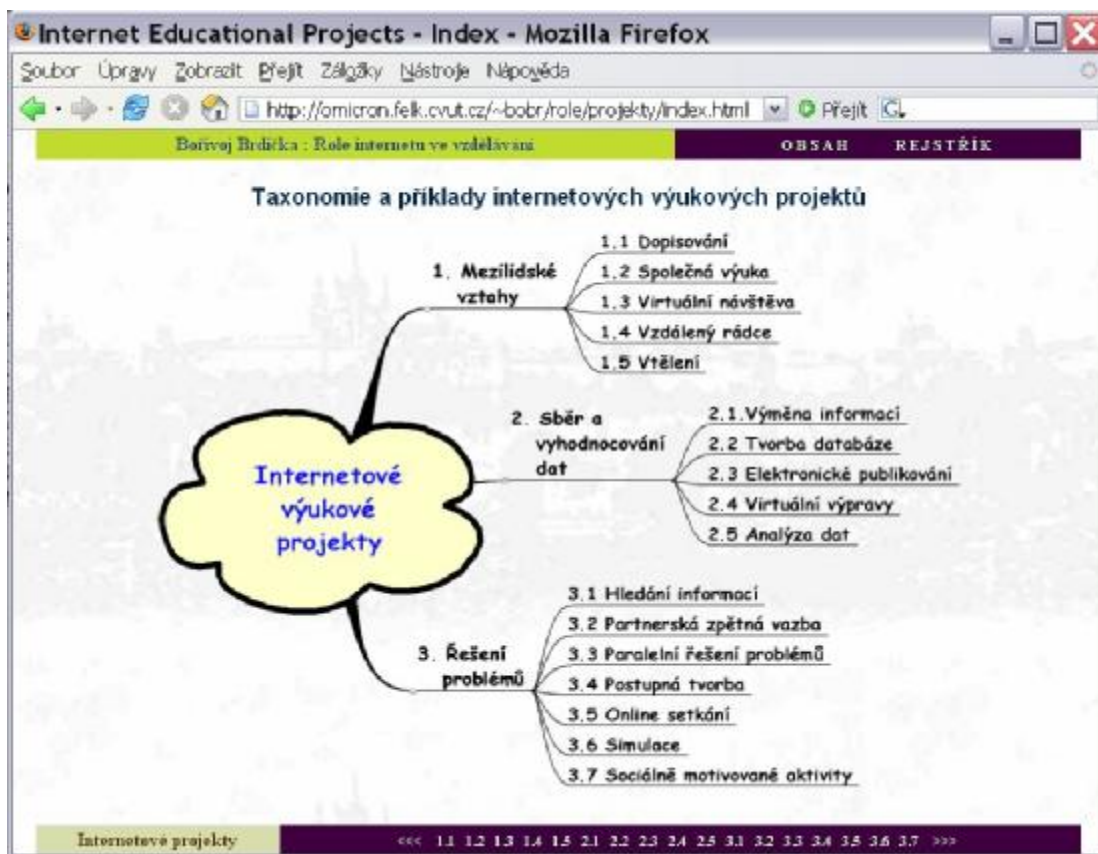 Internet Educational Projects - Index - Mozilla Firefox
Soubor Úpravy Zobrazit Přejít Záložky Nástroje Nápověda
http://omicron.felk.cvut.cz/~bobr/role/projekty/index.html Přejít
Bořivoj Brdička : Role internetu ve vzdělávání OBSAH REJSTŘÍK
Taxonomie a příklady internetových výukových projektů
Internetové
výukové
projekty
1. Mezilidské
vztahy
1.1 Dopisování
1.2 Společná výuka
1.3 Virtuální návštěva
1.4 Vzdálený rádce
1.5 Vtělení
2. Sběr a
vyhodnocování
dat
2.1.Výměna informací
2.2 Tvorba databáze
2.3 Elektronické publikování
2.4 Virtuální výpravy
2.5 Analýza dat
3. Řešení
problémů
3.1 Hledání informací
3.2 Partnerská zpětná vazba
3.3 Paralelní řešení problémů
3.4 Postupná tvorba
3.5 Online setkání
3.6 Simulace
3.7 Sociálně motivované aktivity
Internetové projekty <<< 1.1 1.2 1.3 1.4 1.5 2.1 2.2 2.3 2.4 2.5 3.1 3.2 3.3 3.4 3.5 3.6 3.7 >>>